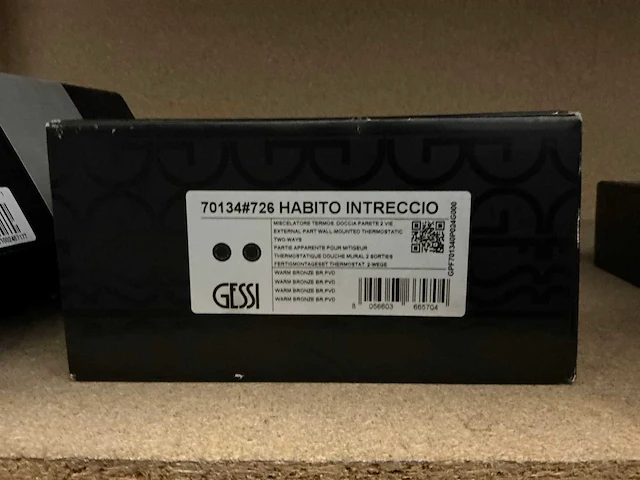 70134#726 HABITO INTRECCIO
MISCELATORE TERMOS. DOCCIA PARETE 2 VIE
EXTERNAL PART WALL-MOUNTED THERMOSTATIC
TWO-WAYS
PARTIE APPARENTE POUR MITIGEUR
THERMOSTATIQUE DOUCHE MURAL 2 SORTIES
FERTIGMONTAGESET THERMOSTAT 2-WEGE
WARM BRONZE BR.PVD
WARM BRONZE BR.PVD
WARM BRONZE BR.PVD
WARM BRONZE BR.PVD
GESSI
8 056603 665704